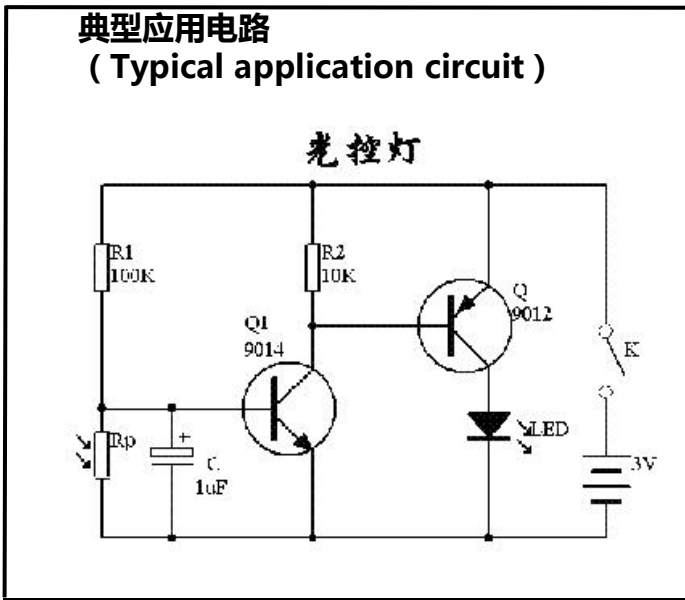 典型应用电路
（Typical application circuit）
光控灯
R1
100K
R2
10K
Q1
9014
Q
9012
K
Rp
+
C
1uF
LED
3V